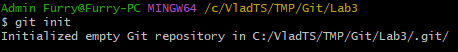 Admin Furry@Furry-PC MINGW64 /c/VladTS/TMP/Git/Lab3
$ git init
Initialized empty Git repository in C:/VladTS/TMP/Git/Lab3/.git/